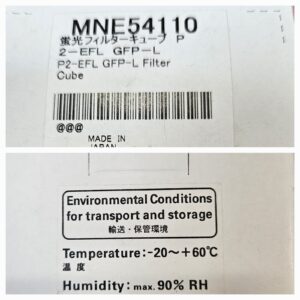 MNE54110
蛍光フィルターキューブ P
2-EFL GFP-L
P2-EFL GFP-L Filter
Cube
@@@
MADE IN
JAPAN
Environmental Conditions
for transport and storage
輸送・保管環境
Temperature:-20～+60℃
温度
Humidity: max. 90% RH